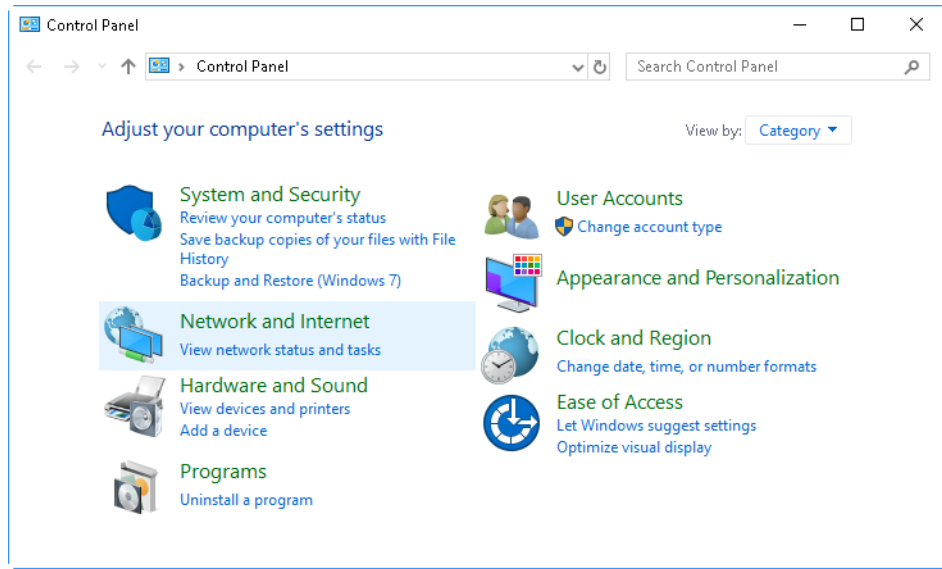 Control Panel
Control Panel
Search Control Panel
Adjust your computer's settings
View by: Category
System and Security
Review your computer's status
Save backup copies of your files with File
History
Backup and Restore (Windows 7)
Network and Internet
View network status and tasks
Hardware and Sound
View devices and printers
Add a device
Programs
Uninstall a program
User Accounts
Change account type
Appearance and Personalization
Clock and Region
Change date, time, or number formats
Ease of Access
Let Windows suggest settings
Optimize visual display